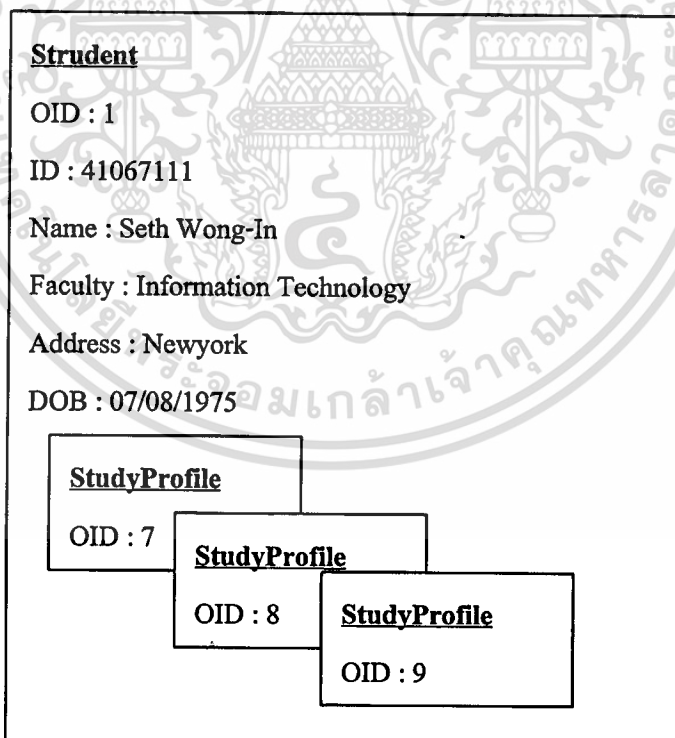 Strudent
OID : 1
ID : 41067111
Name : Seth Wong-In
Faculty : Information Technology
Address : Newyork
DOB : 07/08/1975
StudyProfile
OID : 7
StudyProfile
OID : 8
StudyProfile
OID : 9